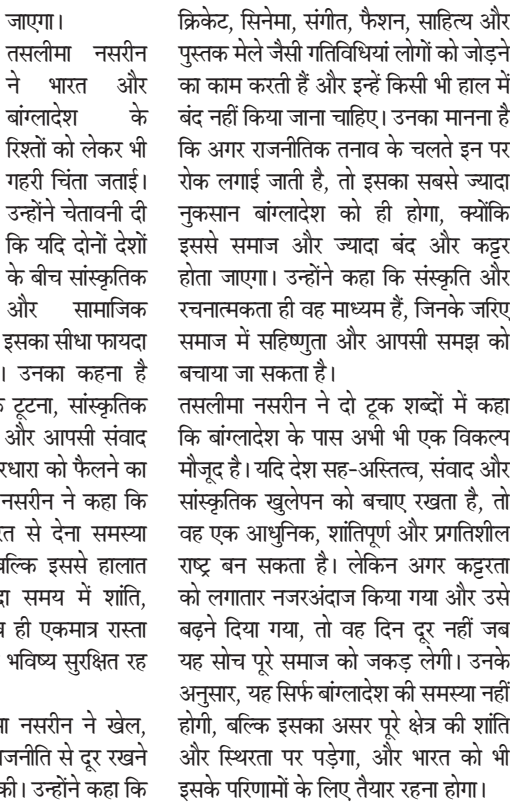 जाएगा।
तसलीमा नसरीन
ने भारत और
बांग्लादेश के
रिश्तों को लेकर भी
गहरी चिंता जताई।
उन्होंने चेतावनी दी
कि यदि दोनों देशों
के बीच सांस्कृतिक
और सामाजिक
इसका सीधा फायदा
। उनका कहना है
टूटना, सांस्कृतिक
और आपसी संवाद
को फैलने का
नसरीन ने कहा कि
से देना समस्या
इससे हालात
समय में शांति,
ही एकमात्र रास्ता
भविष्य सुरक्षित रह
नसरीन ने खेल,
से दूर रखने
की। उन्होंने कहा कि
क्रिकेट, सिनेमा, संगीत, फैशन, साहित्य और
पुस्तक मेले जैसी गतिविधियां लोगों को जोड़ने
का काम करती हैं और इन्हें किसी भी हाल में
बंद नहीं किया जाना चाहिए। उनका मानना है
कि अगर राजनीतिक तनाव के चलते इन पर
रोक लगाई जाती है, तो इसका सबसे ज्यादा
नुकसान बांग्लादेश को ही होगा, क्योंकि
इससे समाज और ज्यादा बंद और कट्टर
होता जाएगा। उन्होंने कहा कि संस्कृति और
रचनात्मकता ही वह माध्यम हैं, जिनके जरिए
समाज में सहिष्णुता और आपसी समझ को
बचाया जा सकता है।
तसलीमा नसरीन ने दो टूक शब्दों में कहा
कि बांग्लादेश के पास अभी भी एक विकल्प
मौजूद है। यदि देश सह-अस्तित्व, संवाद और
सांस्कृतिक खुलेपन को बचाए रखता है, तो
वह एक आधुनिक, शांतिपूर्ण और प्रगतिशील
राष्ट्र बन सकता है। लेकिन अगर कट्टरता
को लगातार नजरअंदाज किया गया और उसे
बढ़ने दिया गया, तो वह दिन दूर नहीं जब
यह सोच पूरे समाज को जकड़ लेगी। उनके
अनुसार, यह सिर्फ बांग्लादेश की समस्या नहीं
होगी, बल्कि इसका असर पूरे क्षेत्र की शांति
और स्थिरता पर पड़ेगा, और भारत को भी
इसके परिणामों के लिए तैयार रहना होगा।